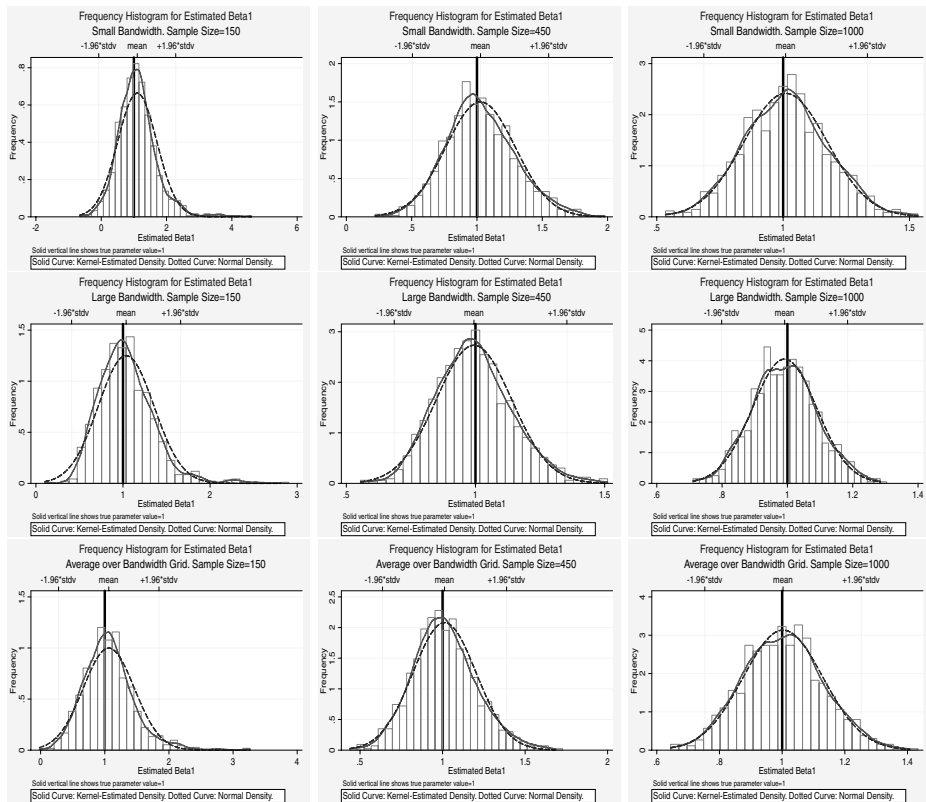 Frequency Histogram for Estimated Beta1
Small Bandwidth. Sample Size=150
-1.96*stdv mean +1.96*stdv
Frequency
0 .2 .4 .6 .8
-2 0 2 4 6
Estimated Beta1
Solid vertical line shows true parameter value=1
Solid Curve: Kernel-Estimated Density. Dotted Curve: Normal Density.
Frequency Histogram for Estimated Beta1
Small Bandwidth. Sample Size=450
-1.96*stdv mean +1.96*stdv
Frequency
0 .5 1 1.5 2
0 .5 1 1.5 2
Estimated Beta1
Solid vertical line shows true parameter value=1
Solid Curve: Kernel-Estimated Density. Dotted Curve: Normal Density.
Frequency Histogram for Estimated Beta1
Small Bandwidth. Sample Size=1000
-1.96*stdv mean +1.96*stdv
Frequency
0 1 2 3
.5 1 1.5
Estimated Beta1
Solid vertical line shows true parameter value=1
Solid Curve: Kernel-Estimated Density. Dotted Curve: Normal Density.
Frequency Histogram for Estimated Beta1
Large Bandwidth. Sample Size=150
-1.96*stdv mean +1.96*stdv
Frequency
0 .5 1 1.5
0 1 2 3
Estimated Beta1
Solid vertical line shows true parameter value=1
Solid Curve: Kernel-Estimated Density. Dotted Curve: Normal Density.
Frequency Histogram for Estimated Beta1
Large Bandwidth. Sample Size=450
-1.96*stdv mean +1.96*stdv
Frequency
0 1 2 3
.5 1 1.5
Estimated Beta1
Solid vertical line shows true parameter value=1
Solid Curve: Kernel-Estimated Density. Dotted Curve: Normal Density.
Frequency Histogram for Estimated Beta1
Large Bandwidth. Sample Size=1000
-1.96*stdv mean +1.96*stdv
Frequency
0 1 2 3 4 5
.6 .8 1 1.2 1.4
Estimated Beta1
Solid vertical line shows true parameter value=1
Solid Curve: Kernel-Estimated Density. Dotted Curve: Normal Density.
Frequency Histogram for Estimated Beta1
Average over Bandwidth Grid. Sample Size=150
-1.96*stdv mean +1.96*stdv
Frequency
0 .5 1 1.5
0 1 2 3 4
Estimated Beta1
Solid vertical line shows true parameter value=1
Solid Curve: Kernel-Estimated Density. Dotted Curve: Normal Density.
Frequency Histogram for Estimated Beta1
Average over Bandwidth Grid. Sample Size=450
-1.96*stdv mean +1.96*stdv
Frequency
0 .5 1 1.5 2 2.5
.5 1 1.5 2
Estimated Beta1
Solid vertical line shows true parameter value=1
Solid Curve: Kernel-Estimated Density. Dotted Curve: Normal Density.
Frequency Histogram for Estimated Beta1
Average over Bandwidth Grid. Sample Size=1000
-1.96*stdv mean +1.96*stdv
Frequency
0 1 2 3 4
.6 .8 1 1.2 1.4
Estimated Beta1
Solid vertical line shows true parameter value=1
Solid Curve: Kernel-Estimated Density. Dotted Curve: Normal Density.